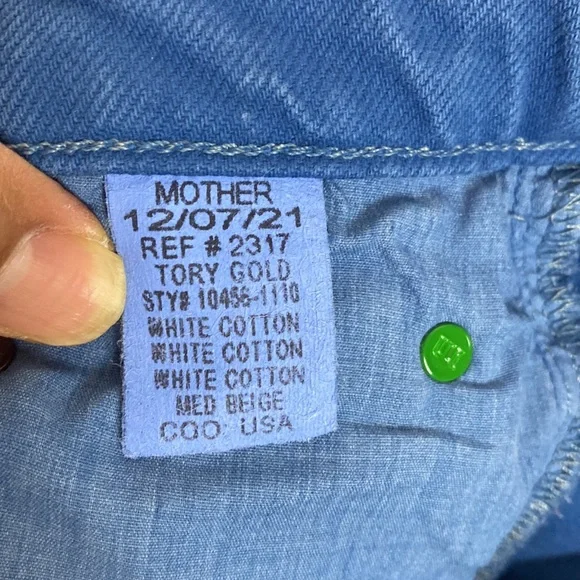 MOTHER
12/07/21
REF # 2317
TORY GOLD
STY# 10466-1110
WHITE COTTON
WHITE COTTON
WHITE COTTON
MED BEIGE
COO: USA